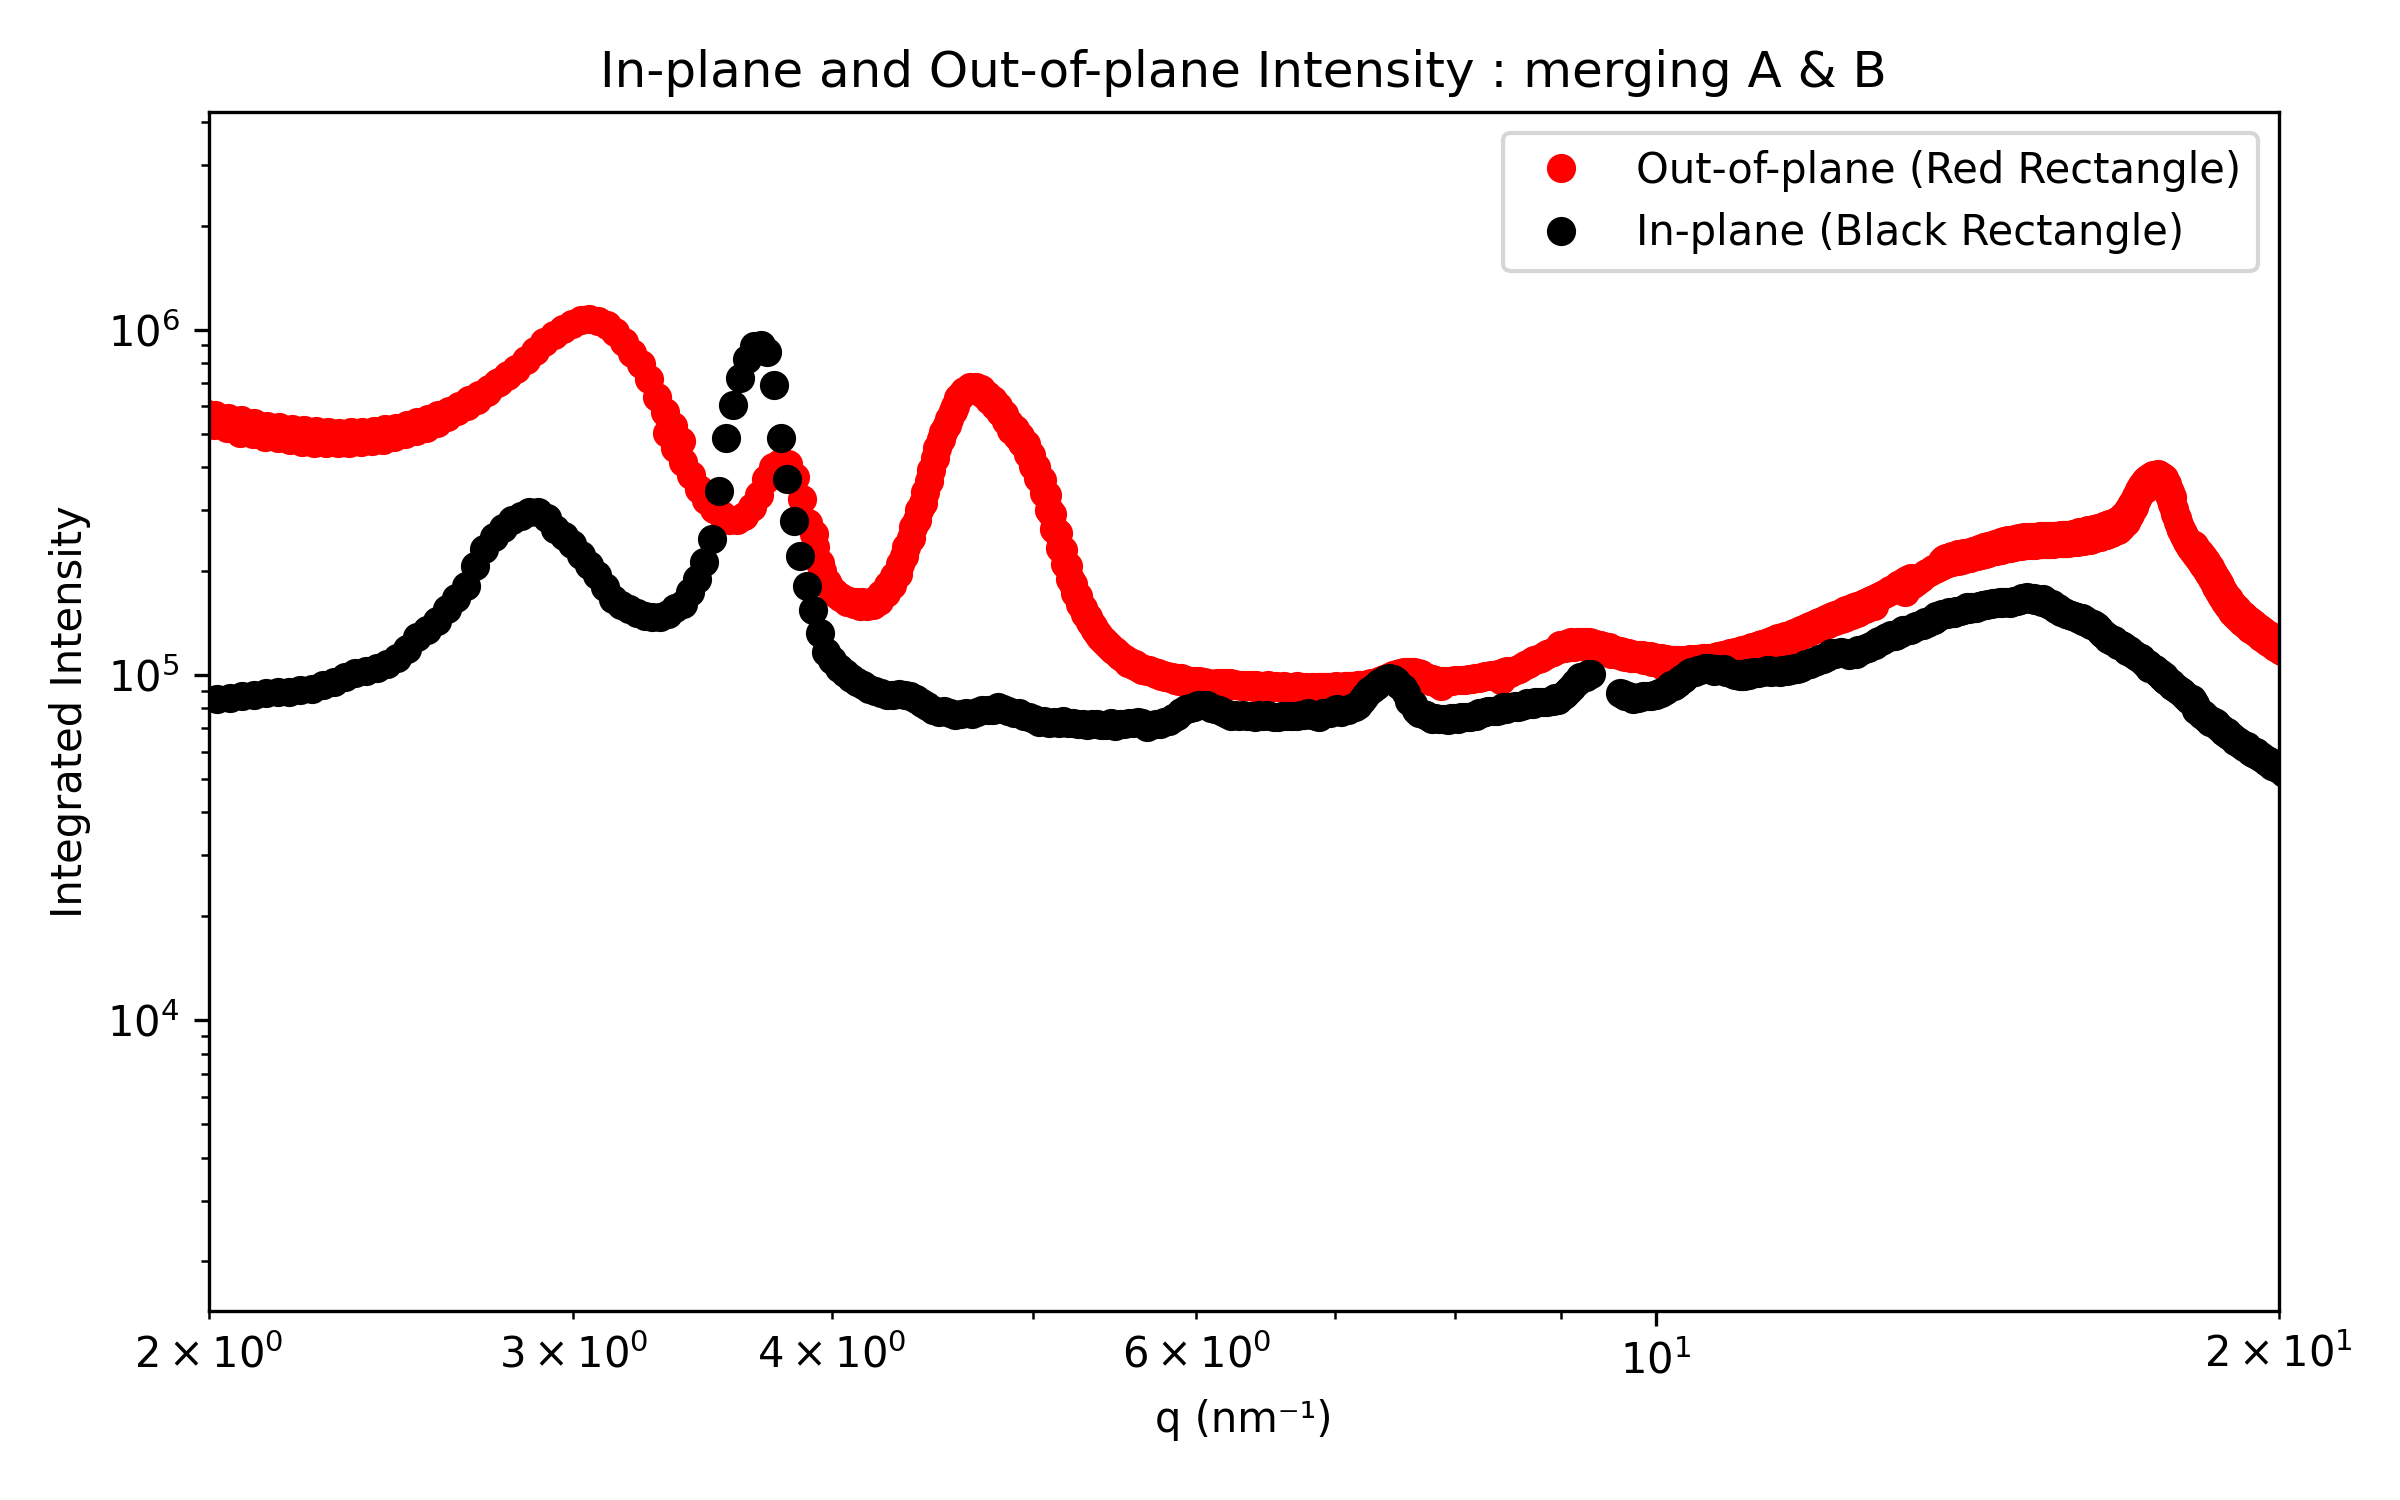 In-plane and Out-of-plane Intensity : merging A & B
Out-of-plane (Red Rectangle)
In-plane (Black Rectangle)
Integrated Intensity
10⁶
10⁵
10⁴
2 × 10⁰
3 × 10⁰
4 × 10⁰
6 × 10⁰
10¹
2 × 10¹
q (nm⁻¹)